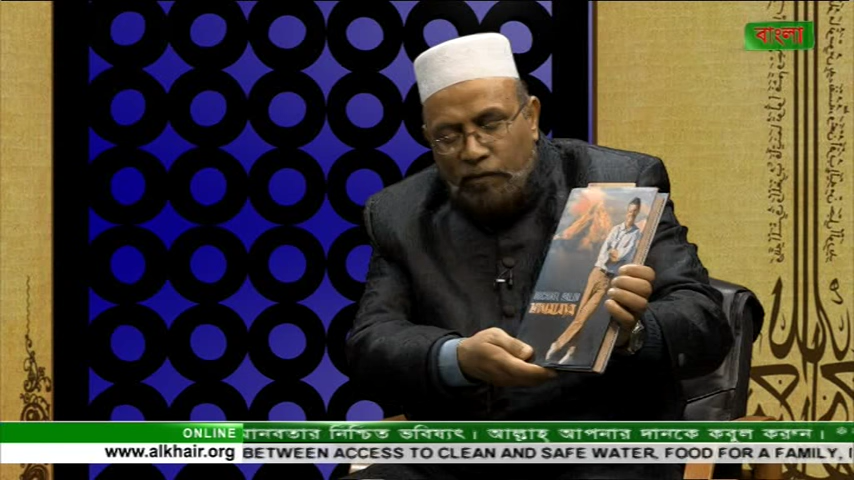 বাংলা
MICHAEL PALIN
HIMALAYA
ONLINE
মানবতার নিশ্চিত ভবিষ্যৎ। আল্লাহ্ আপনার দানকে কবুল করুন।
www.alkhair.org
BETWEEN ACCESS TO CLEAN AND SAFE WATER, FOOD FOR A FAMILY,